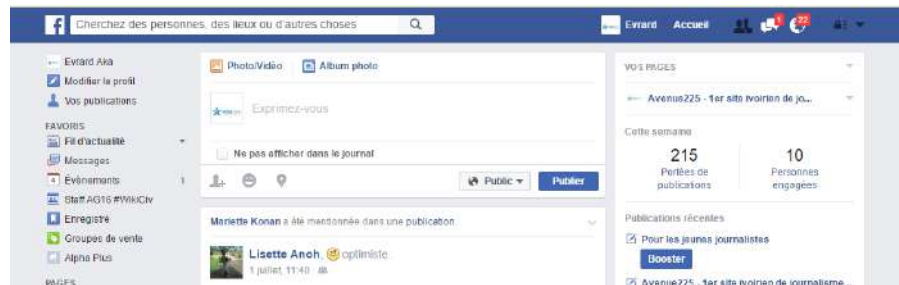 f Cherchez des personnes, des lieux ou d'autres choses
Evrard Accueil 1 22
Evrard Aka
Modifier le profil
Vos publications
FAVORIS
Fil d'actualité
Messages
Évènements 1
Staff AG16 #WikiCIv
Enregistré
Groupes de vente
Alpha Plus
PAGES
Photo/Vidéo Album photo
Exprimez-vous
Ne pas afficher dans le journal
Public Publier
Mariette Konan a été mentionnée dans une publication.
Lisette Anoh, optimiste
1 juillet, 11:40
VOS PAGES
Avenue225 - 1er site ivoirien de jo...
Cette semaine
215 10
Portées de publications
Personnes engagées
Publications récentes
Pour les jeunes journalistes
Booster
Avenue225 - 1er site ivoirien de journalisme...